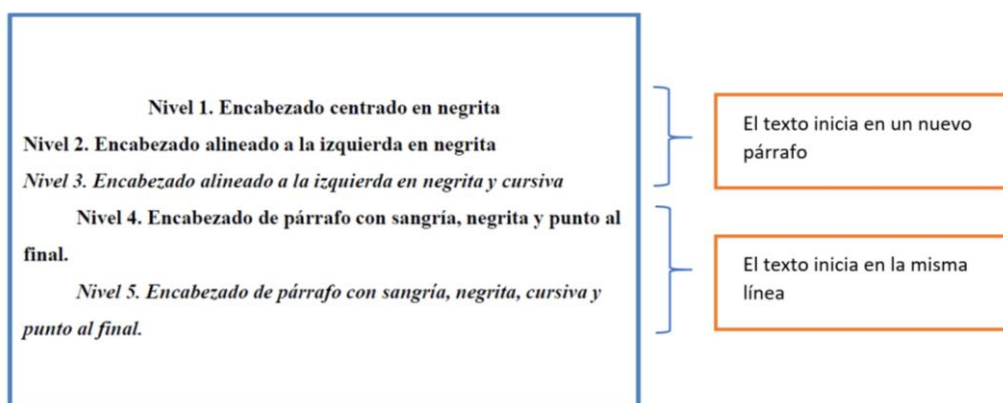 Nivel 1. Encabezado centrado en negrita
Nivel 2. Encabezado alineado a la izquierda en negrita
Nivel 3. Encabezado alineado a la izquierda en negrita y cursiva
Nivel 4. Encabezado de párrafo con sangría, negrita y punto al
final.
Nivel 5. Encabezado de párrafo con sangría, negrita, cursiva y
punto al final.
El texto inicia en un nuevo
párrafo
El texto inicia en la misma
línea